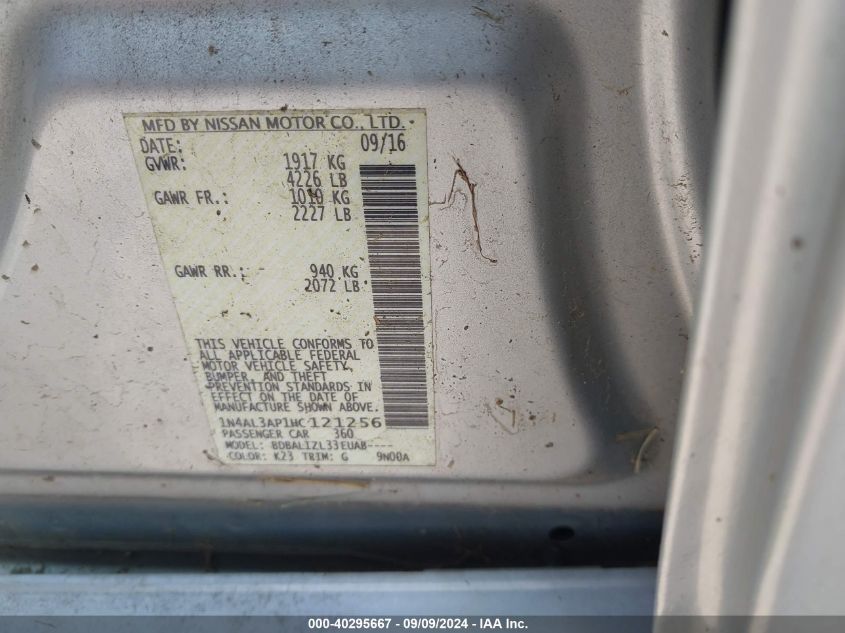 MFD BY NISSAN MOTOR CO., LTD.
DATE: 09/16
GVWR: 1917 KG
4226 LB
GAWR FR.: 1010 KG
2227 LB
GAWR RR.: 940 KG
2072 LB
THIS VEHICLE CONFORMS TO
ALL APPLICABLE FEDERAL
MOTOR VEHICLE SAFETY,
BUMPER, AND THEFT
PREVENTION STANDARDS IN
EFFECT ON THE DATE OF
MANUFACTURE SHOWN ABOVE.
1N4AL3AP1HC121256
PASSENGER CAR 360
MODEL: BDBALIZL33EUAB----
COLOR: K23 TRIM: G 9N00A
000-40295667 - 09/09/2024 - IAA Inc.